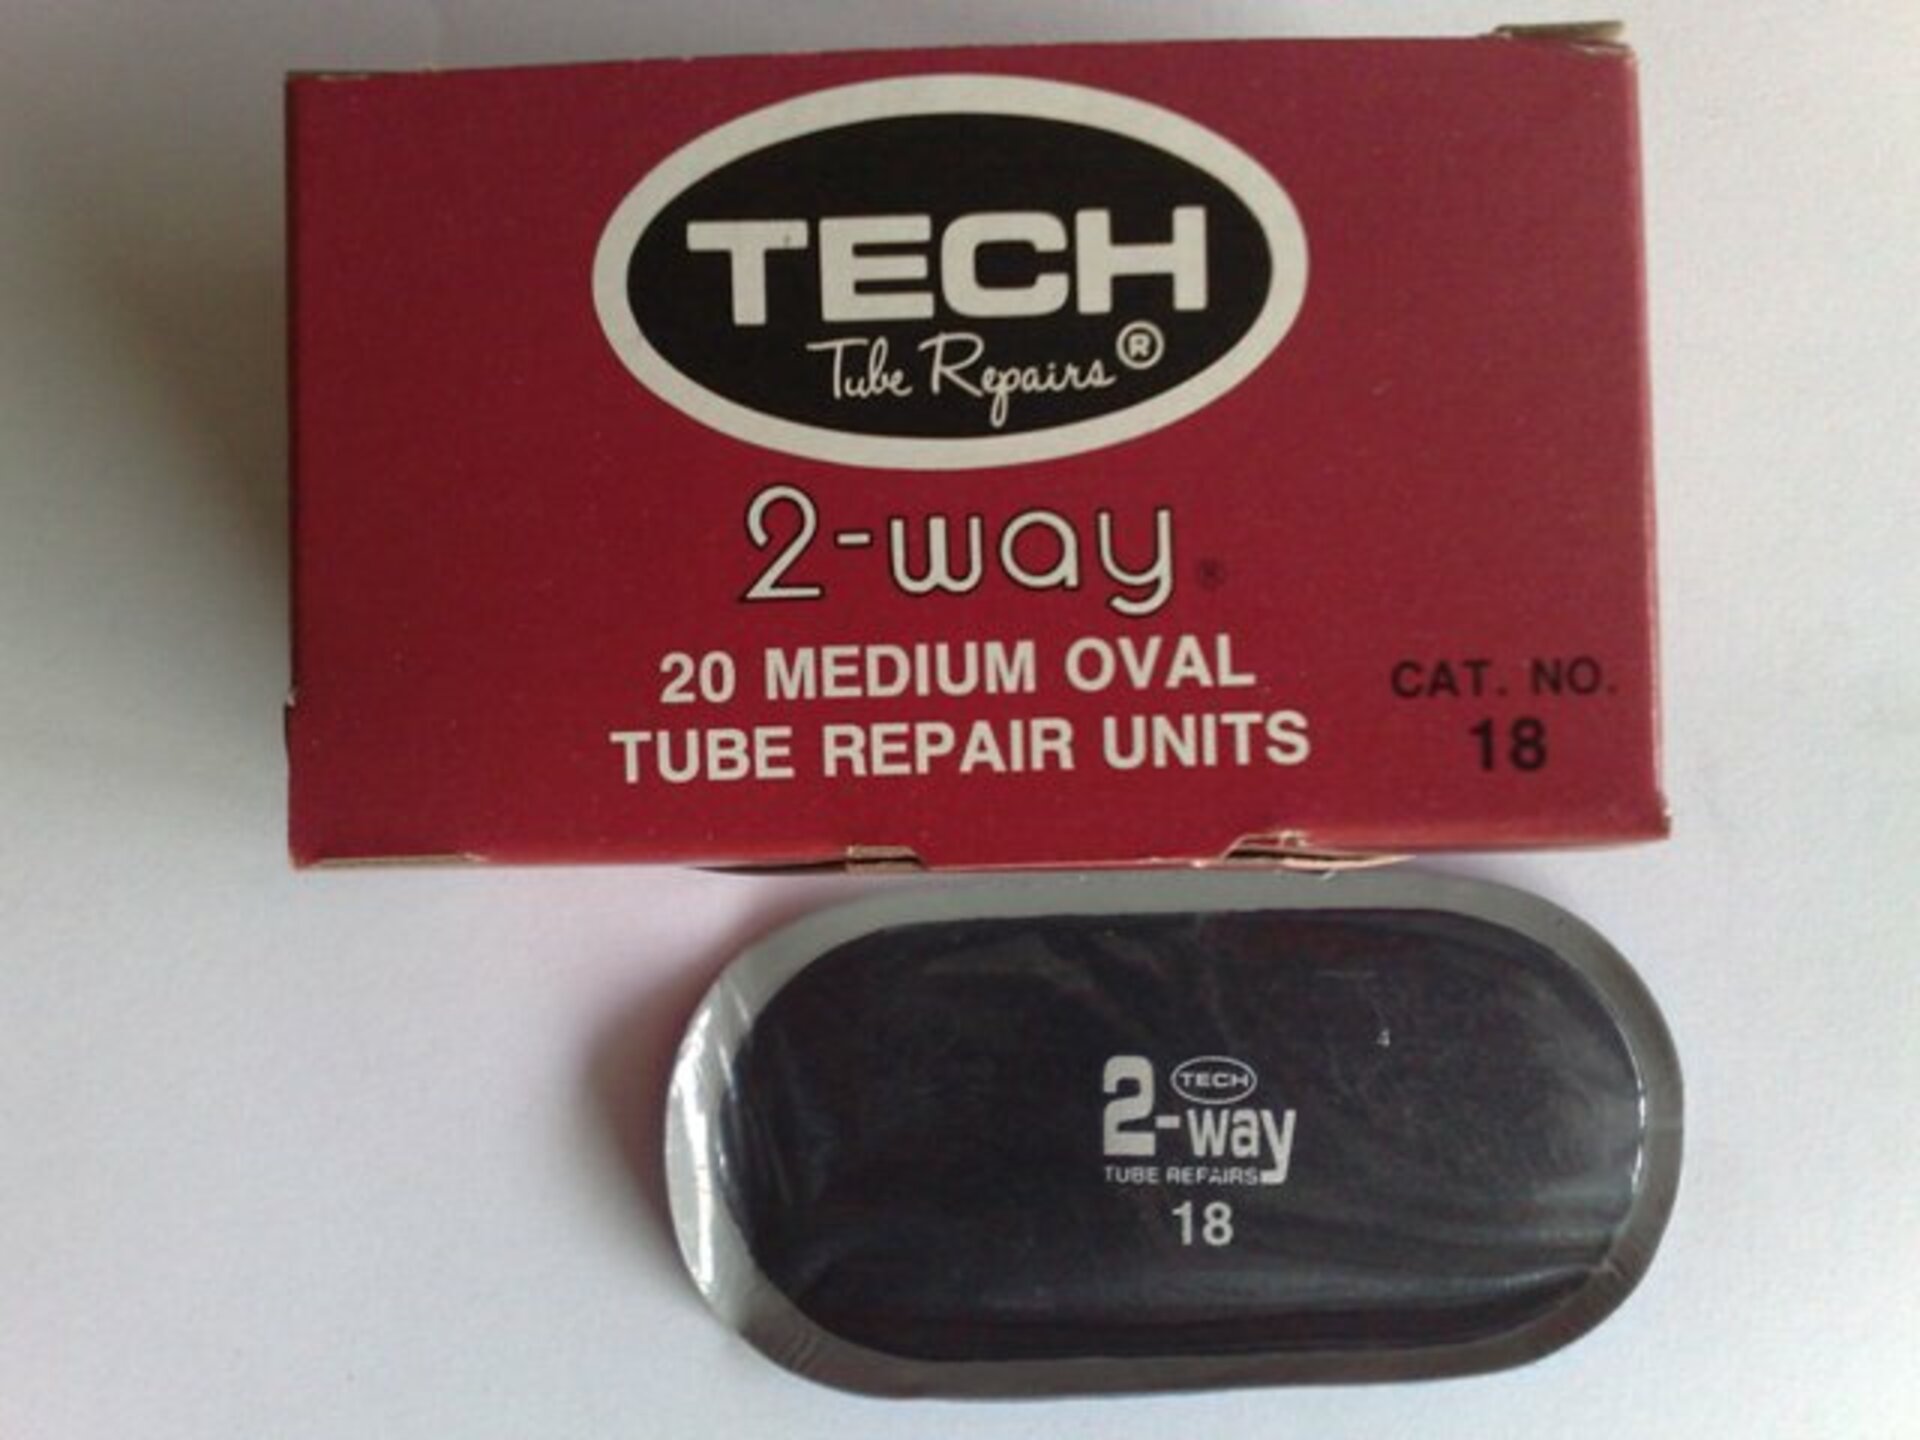 TECH
Tube Repairs®
2-way®
20 MEDIUM OVAL
TUBE REPAIR UNITS
CAT. NO.
18
TECH
2-way
TUBE REPAIRS
18